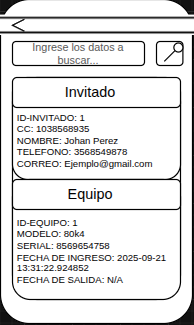 Ingrese los datos a
buscar...
Invitado
ID-INVITADO: 1
CC: 1038568935
NOMBRE: Johan Perez
TELEFONO: 3568549878
CORREO: Ejemplo@gmail.com
Equipo
ID-EQUIPO: 1
MODELO: 80k4
SERIAL: 8569654758
FECHA DE INGRESO: 2025-09-21
13:31:22.924852
FECHA DE SALIDA: N/A